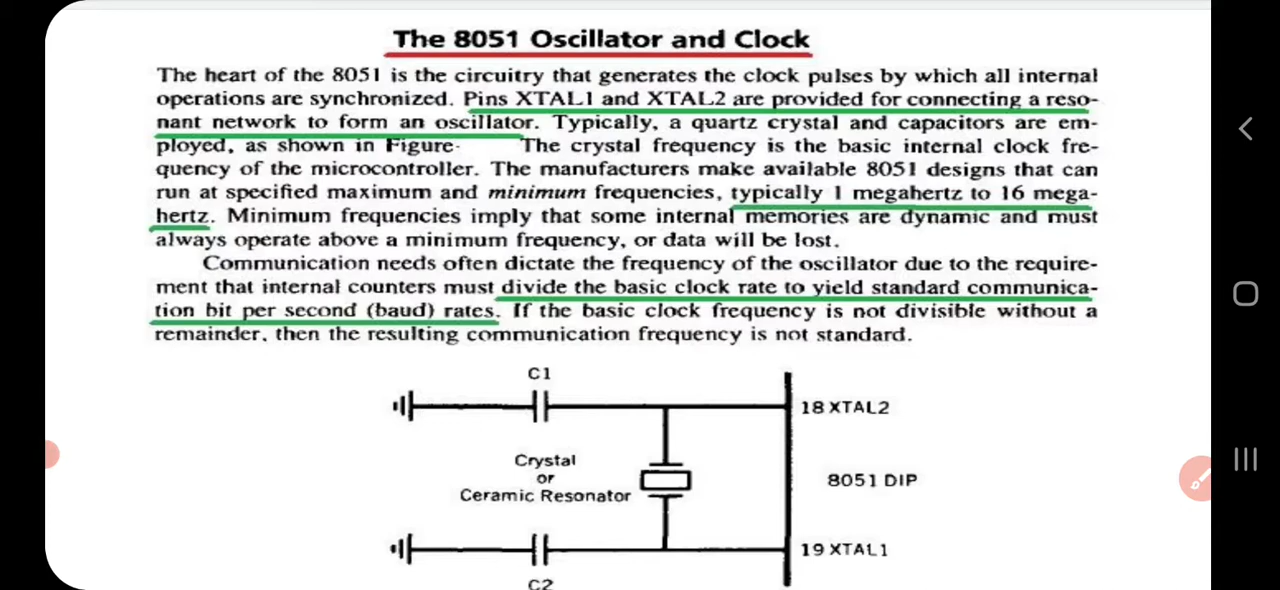 The 8051 Oscillator and Clock
The heart of the 8051 is the circuitry that generates the clock pulses by which all internal
operations are synchronized. Pins XTAL1 and XTAL2 are provided for connecting a reso-
nant network to form an oscillator. Typically, a quartz crystal and capacitors are em-
ployed, as shown in Figure The crystal frequency is the basic internal clock fre-
quency of the microcontroller. The manufacturers make available 8051 designs that can
run at specified maximum and minimum frequencies, typically 1 megahertz to 16 mega-
hertz. Minimum frequencies imply that some internal memories are dynamic and must
always operate above a minimum frequency, or data will be lost.
Communication needs often dictate the frequency of the oscillator due to the require-
ment that internal counters must divide the basic clock rate to yield standard communica-
tion bit per second (baud) rates. If the basic clock frequency is not divisible without a
remainder, then the resulting communication frequency is not standard.
C1
18 XTAL2
Crystal
or
Ceramic Resonator
8051 DIP
19 XTAL1
C2